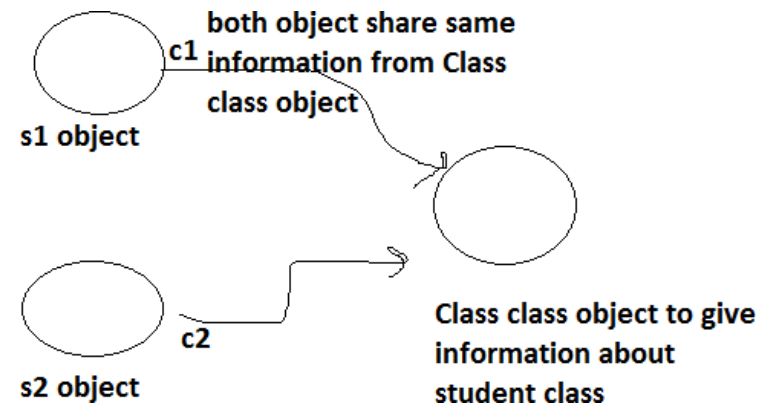 both object share same
c1 information from Class
class object
s1 object
c2
s2 object
Class class object to give
information about
student class